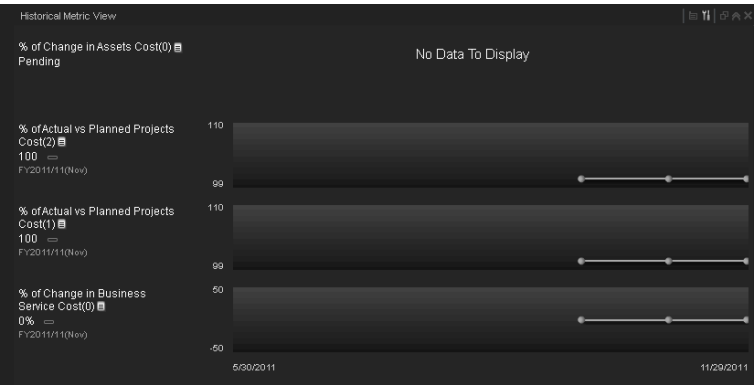 Historical Metric View
% of Change in Assets Cost(0)
Pending
No Data To Display
% of Actual vs Planned Projects
Cost(2)
100
FY2011/11(Nov)
110
99
% of Actual vs Planned Projects
Cost(1)
100
FY2011/11(Nov)
110
99
% of Change in Business
Service Cost(0)
0%
FY2011/11(Nov)
50
-50
5/30/2011
11/29/2011